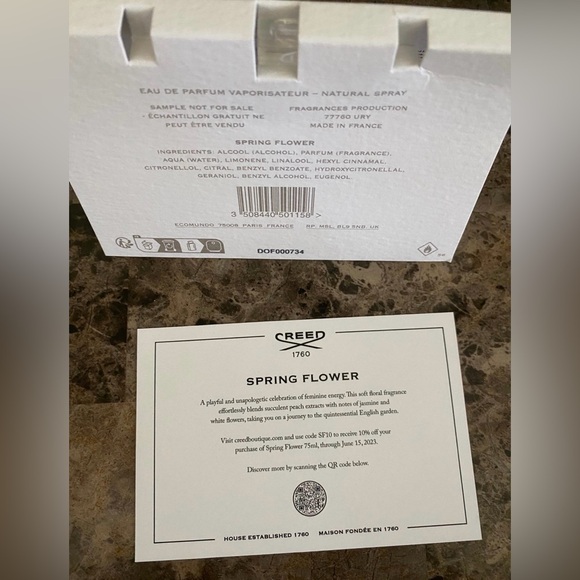 EAU DE PARFUM VAPORISATEUR – NATURAL SPRAY
SAMPLE NOT FOR SALE
- ÉCHANTILLON GRATUIT NE
PEUT ÊTRE VENDU
FRAGRANCES PRODUCTION
77760 URY
MADE IN FRANCE
SPRING FLOWER
INGREDIENTS: ALCOOL (ALCOHOL), PARFUM (FRAGRANCE),
AQUA (WATER), LIMONENE, LINALOOL, HEXYL CINNAMAL,
CITRONELLOL, CITRAL, BENZYL BENZOATE, HYDROXYCITRONELLAL,
GERANIOL, BENZYL ALCOHOL, EUGENOL.
3 508440 501158 >
ECOMUNDO 75008 PARIS FRANCE
DOF000734
CREED
1760
SPRING FLOWER
A playful and unapologetic celebration of feminine energy. This soft floral fragrance
effortlessly blends succulent peach extracts with notes of jasmine and
white flowers, taking you on a journey to the quintessential English garden.
Visit creedboutique.com and use code SF10 to receive 10% off your
purchase of Spring Flower 75ml, through June 15, 2023.
Discover more by scanning the QR code below.
HOUSE ESTABLISHED 1760 MAISON FONDÉE EN 1760